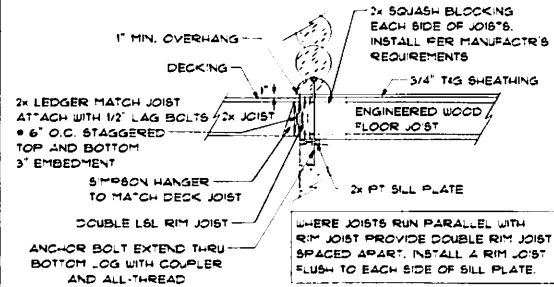 2x SQUASH BLOCKING
EACH SIDE OF JOISTS.
INSTALL PER MANUFACTR'S
REQUIREMENTS
1" MIN. OVERHANG
DECKING
3/4" T&G SHEATHING
1"
2x LEDGER MATCH JOIST
ATTACH WITH 1/2" LAG BOLTS
@ 6" O.C. STAGGERED
TOP AND BOTTOM
3" EMBEDMENT
2x JOIST
ENGINEERED WOOD
FLOOR JOIST
SIMPSON HANGER
TO MATCH DECK JOIST
2x PT SILL PLATE
DOUBLE LSL RIM JOIST
ANCHOR BOLT EXTEND THRU
BOTTOM LOG WITH COUPLER
AND ALL-THREAD
WHERE JOISTS RUN PARALLEL WITH
RIM JOIST PROVIDE DOUBLE RIM JOIST
SPACED APART. INSTALL A RIM JOIST
FLUSH TO EACH SIDE OF SILL PLATE.